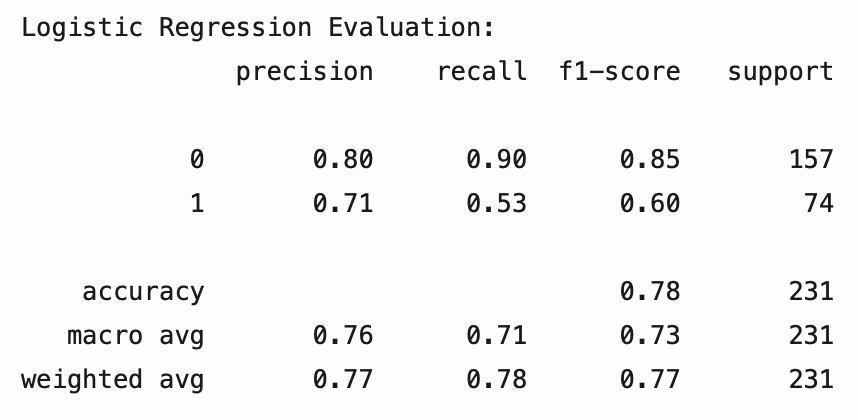 Logistic Regression Evaluation:
precision recall f1-score support
0 0.80 0.90 0.85 157
1 0.71 0.53 0.60 74
accuracy 0.78 231
macro avg 0.76 0.71 0.73 231
weighted avg 0.77 0.78 0.77 231